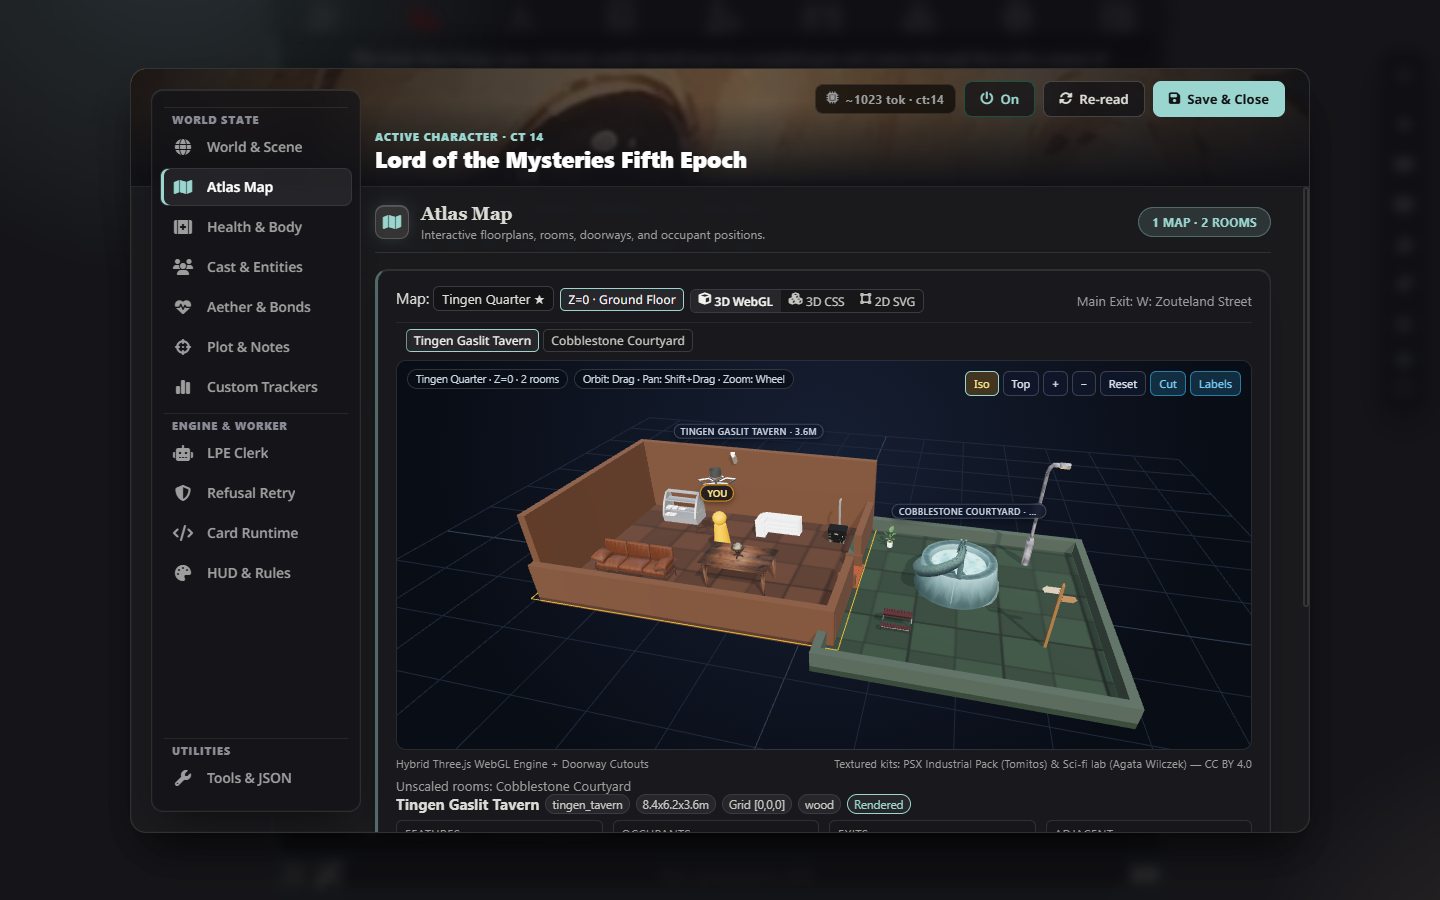 ~1023 tok · ct:14
On
Re-read
Save & Close
ACTIVE CHARACTER · CT 14
Lord of the Mysteries Fifth Epoch
WORLD STATE
World & Scene
Atlas Map
Health & Body
Cast & Entities
Aether & Bonds
Plot & Notes
Custom Trackers
ENGINE & WORKER
LPE Clerk
Refusal Retry
Card Runtime
HUD & Rules
UTILITIES
Tools & JSON
Atlas Map
Interactive floorplans, rooms, doorways, and occupant positions.
1 MAP · 2 ROOMS
Map: Tingen Quarter ★ Z=0 · Ground Floor 3D WebGL 3D CSS 2D SVG
Main Exit: W: Zouteland Street
Tingen Gaslit Tavern Cobblestone Courtyard
Tingen Quarter · Z=0 · 2 rooms
Orbit: Drag · Pan: Shift+Drag · Zoom: Wheel
Iso Top + − Reset Cut Labels
TINGEN GASLIT TAVERN · 3.6M
YOU
COBBLESTONE COURTYARD · ...
Hybrid Three.js WebGL Engine + Doorway Cutouts
Textured kits: PSX Industrial Pack (Tomitos) & Sci-fi lab (Agata Wilczek) — CC BY 4.0
Unscaled rooms: Cobblestone Courtyard
Tingen Gaslit Tavern tingen_tavern 8.4x6.2x3.6m Grid [0,0,0] wood Rendered
FEATURES
OCCUPANTS
EXITS
ADJACENT